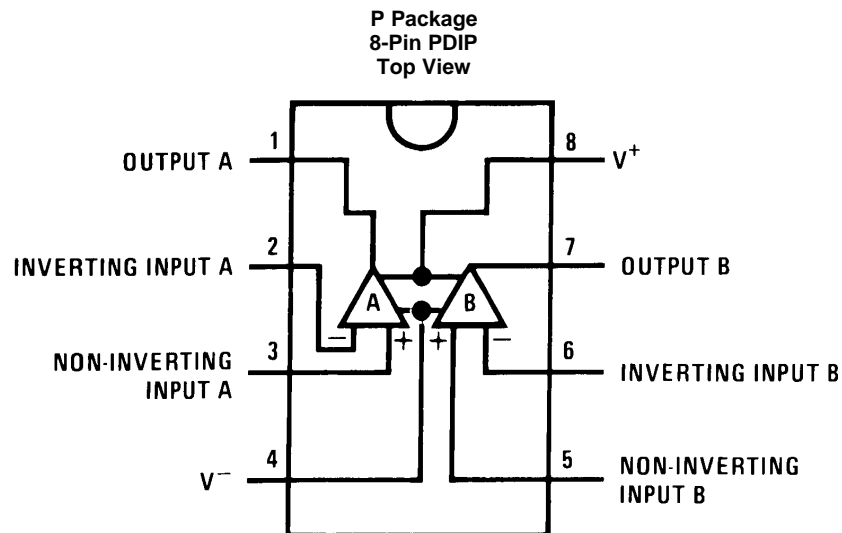 P Package
8-Pin PDIP
Top View
1
OUTPUT A
8
V+
2
INVERTING INPUT A
7
OUTPUT B
A
B
−
+
+
−
3
NON-INVERTING
INPUT A
6
INVERTING INPUT B
4
V−
5
NON-INVERTING
INPUT B